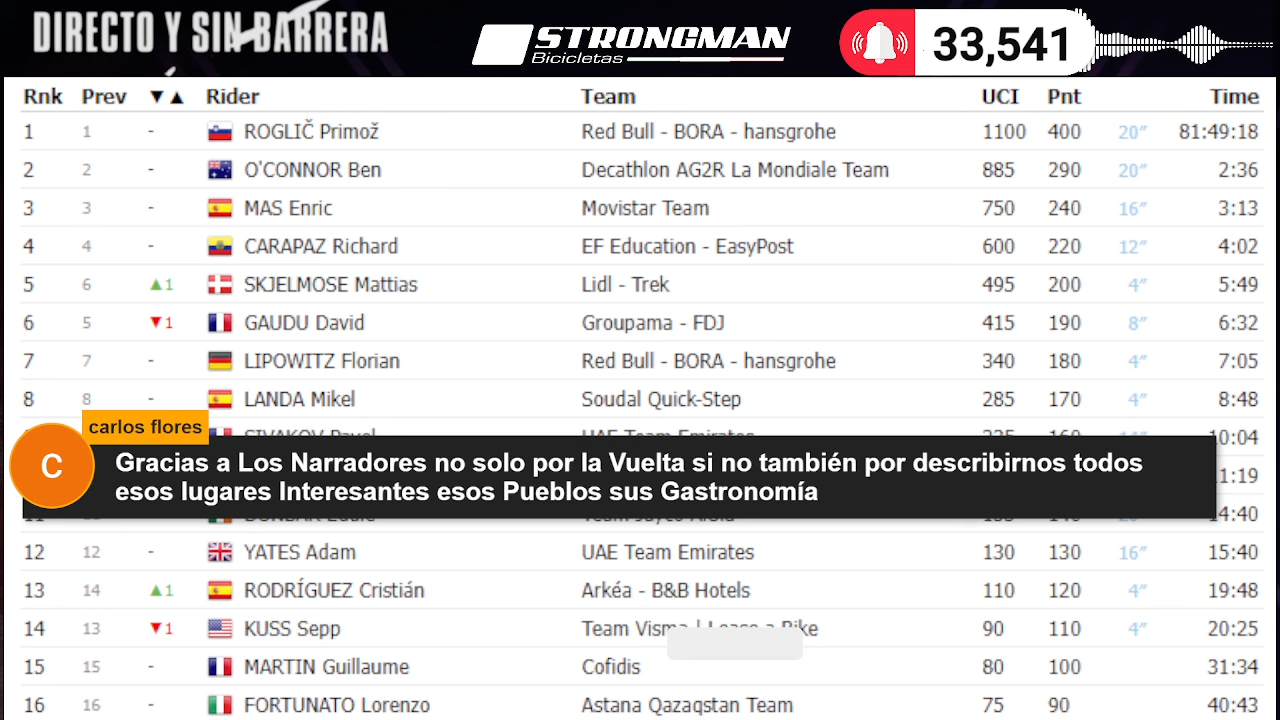 DIRECTO Y SIN BARRERA
STRONGMAN
Bicicletas
33,541
Rnk Prev ▼▲ Rider Team UCI Pnt Time
1 1 - ROGLIČ Primož Red Bull - BORA - hansgrohe 1100 400 20″ 81:49:18
2 2 - O'CONNOR Ben Decathlon AG2R La Mondiale Team 885 290 20″ 2:36
3 3 - MAS Enric Movistar Team 750 240 16″ 3:13
4 4 - CARAPAZ Richard EF Education - EasyPost 600 220 12″ 4:02
5 6 ▲1 SKJELMOSE Mattias Lidl - Trek 495 200 4″ 5:49
6 5 ▼1 GAUDU David Groupama - FDJ 415 190 8″ 6:32
7 7 - LIPOWITZ Florian Red Bull - BORA - hansgrohe 340 180 4″ 7:05
8 8 - LANDA Mikel Soudal Quick-Step 285 170 4″ 8:48
carlos flores
10:04
C
Gracias a Los Narradores no solo por la Vuelta si no también por describirnos todos
esos lugares Interesantes esos Pueblos sus Gastronomía
12 12 - YATES Adam UAE Team Emirates 130 130 16″ 15:40
13 14 ▲1 RODRÍGUEZ Cristián Arkéa - B&B Hotels 110 120 4″ 19:48
14 13 ▼1 KUSS Sepp Team Visma | Lease a Bike 90 110 4″ 20:25
15 15 - MARTIN Guillaume Cofidis 80 100 31:34
16 16 - FORTUNATO Lorenzo Astana Qazaqstan Team 75 90 40:43